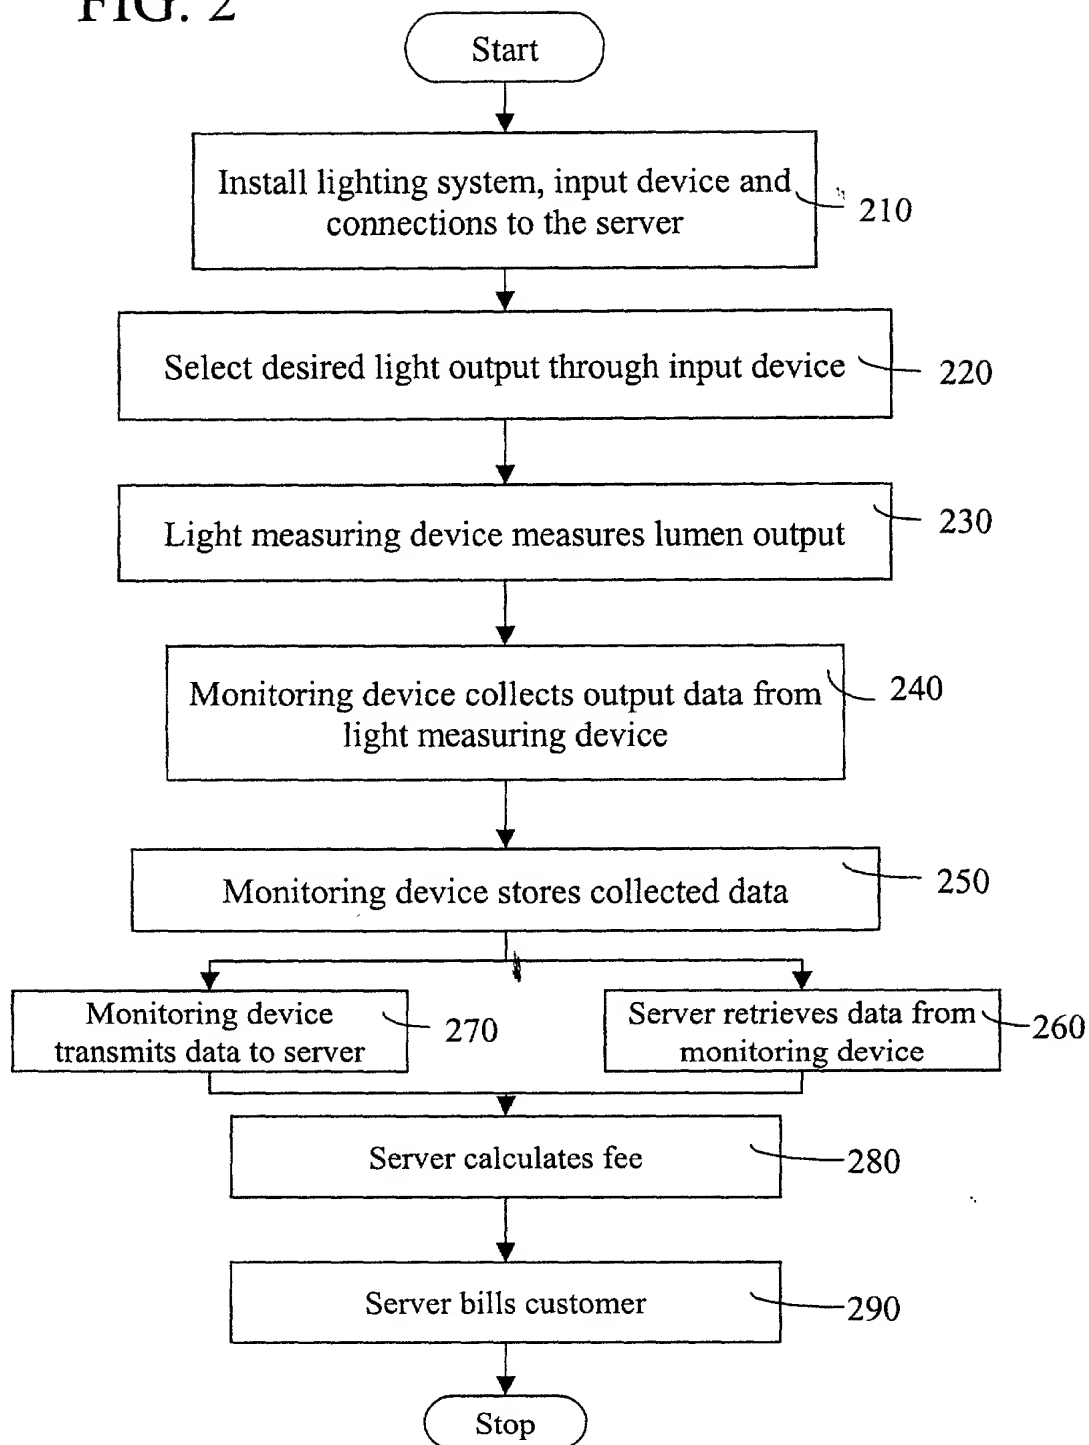 FIG. 2
Start
Install lighting system, input device and
connections to the server
210
Select desired light output through input device
220
Light measuring device measures lumen output
230
Monitoring device collects output data from
light measuring device
240
Monitoring device stores collected data
250
Monitoring device
transmits data to server
270
Server retrieves data from
monitoring device
260
Server calculates fee
280
Server bills customer
290
Stop